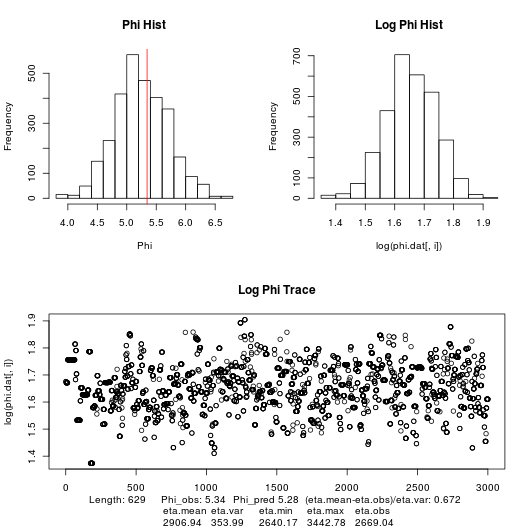 Phi Hist
Log Phi Hist
Frequency
0 100 300 500
4.0 4.5 5.0 5.5 6.0 6.5
Phi
Frequency
0 100 300 500 700
1.4 1.5 1.6 1.7 1.8 1.9
log(phi.dat[, i])
Log Phi Trace
log(phi.dat[, i])
1.4 1.5 1.6 1.7 1.8 1.9
0 500 1000 1500 2000 2500 3000
Length: 629 Phi_obs: 5.34 Phi_pred 5.28 (eta.mean-eta.obs)/eta.var: 0.672
eta.mean eta.var eta.min eta.max eta.obs
2906.94 353.99 2640.17 3442.78 2669.04